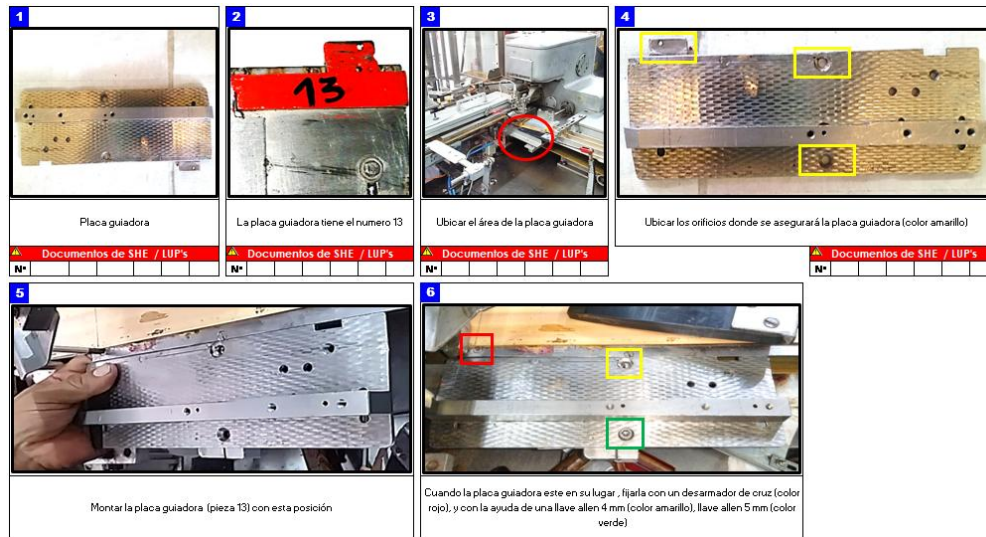 1
2
3
4
13
Placa guiadora
La placa guiadora tiene el numero 13
Ubicar el área de la placa guiadora
Ubicar los orificios donde se asegurará la placa guiadora (color amarillo)
Documentos de SHE / LUP's
Documentos de SHE / LUP's
Documentos de SHE / LUP's
Documentos de SHE / LUP's
N°
N°
N°
N°
5
6
Montar la placa guiadora (pieza 13) con esta posición
Cuando la placa guiadora este en su lugar , fijarla con un desarmador de cruz (color
rojo), y con la ayuda de una llave allen 4 mm (color amarillo), llave allen 5 mm (color
verde)